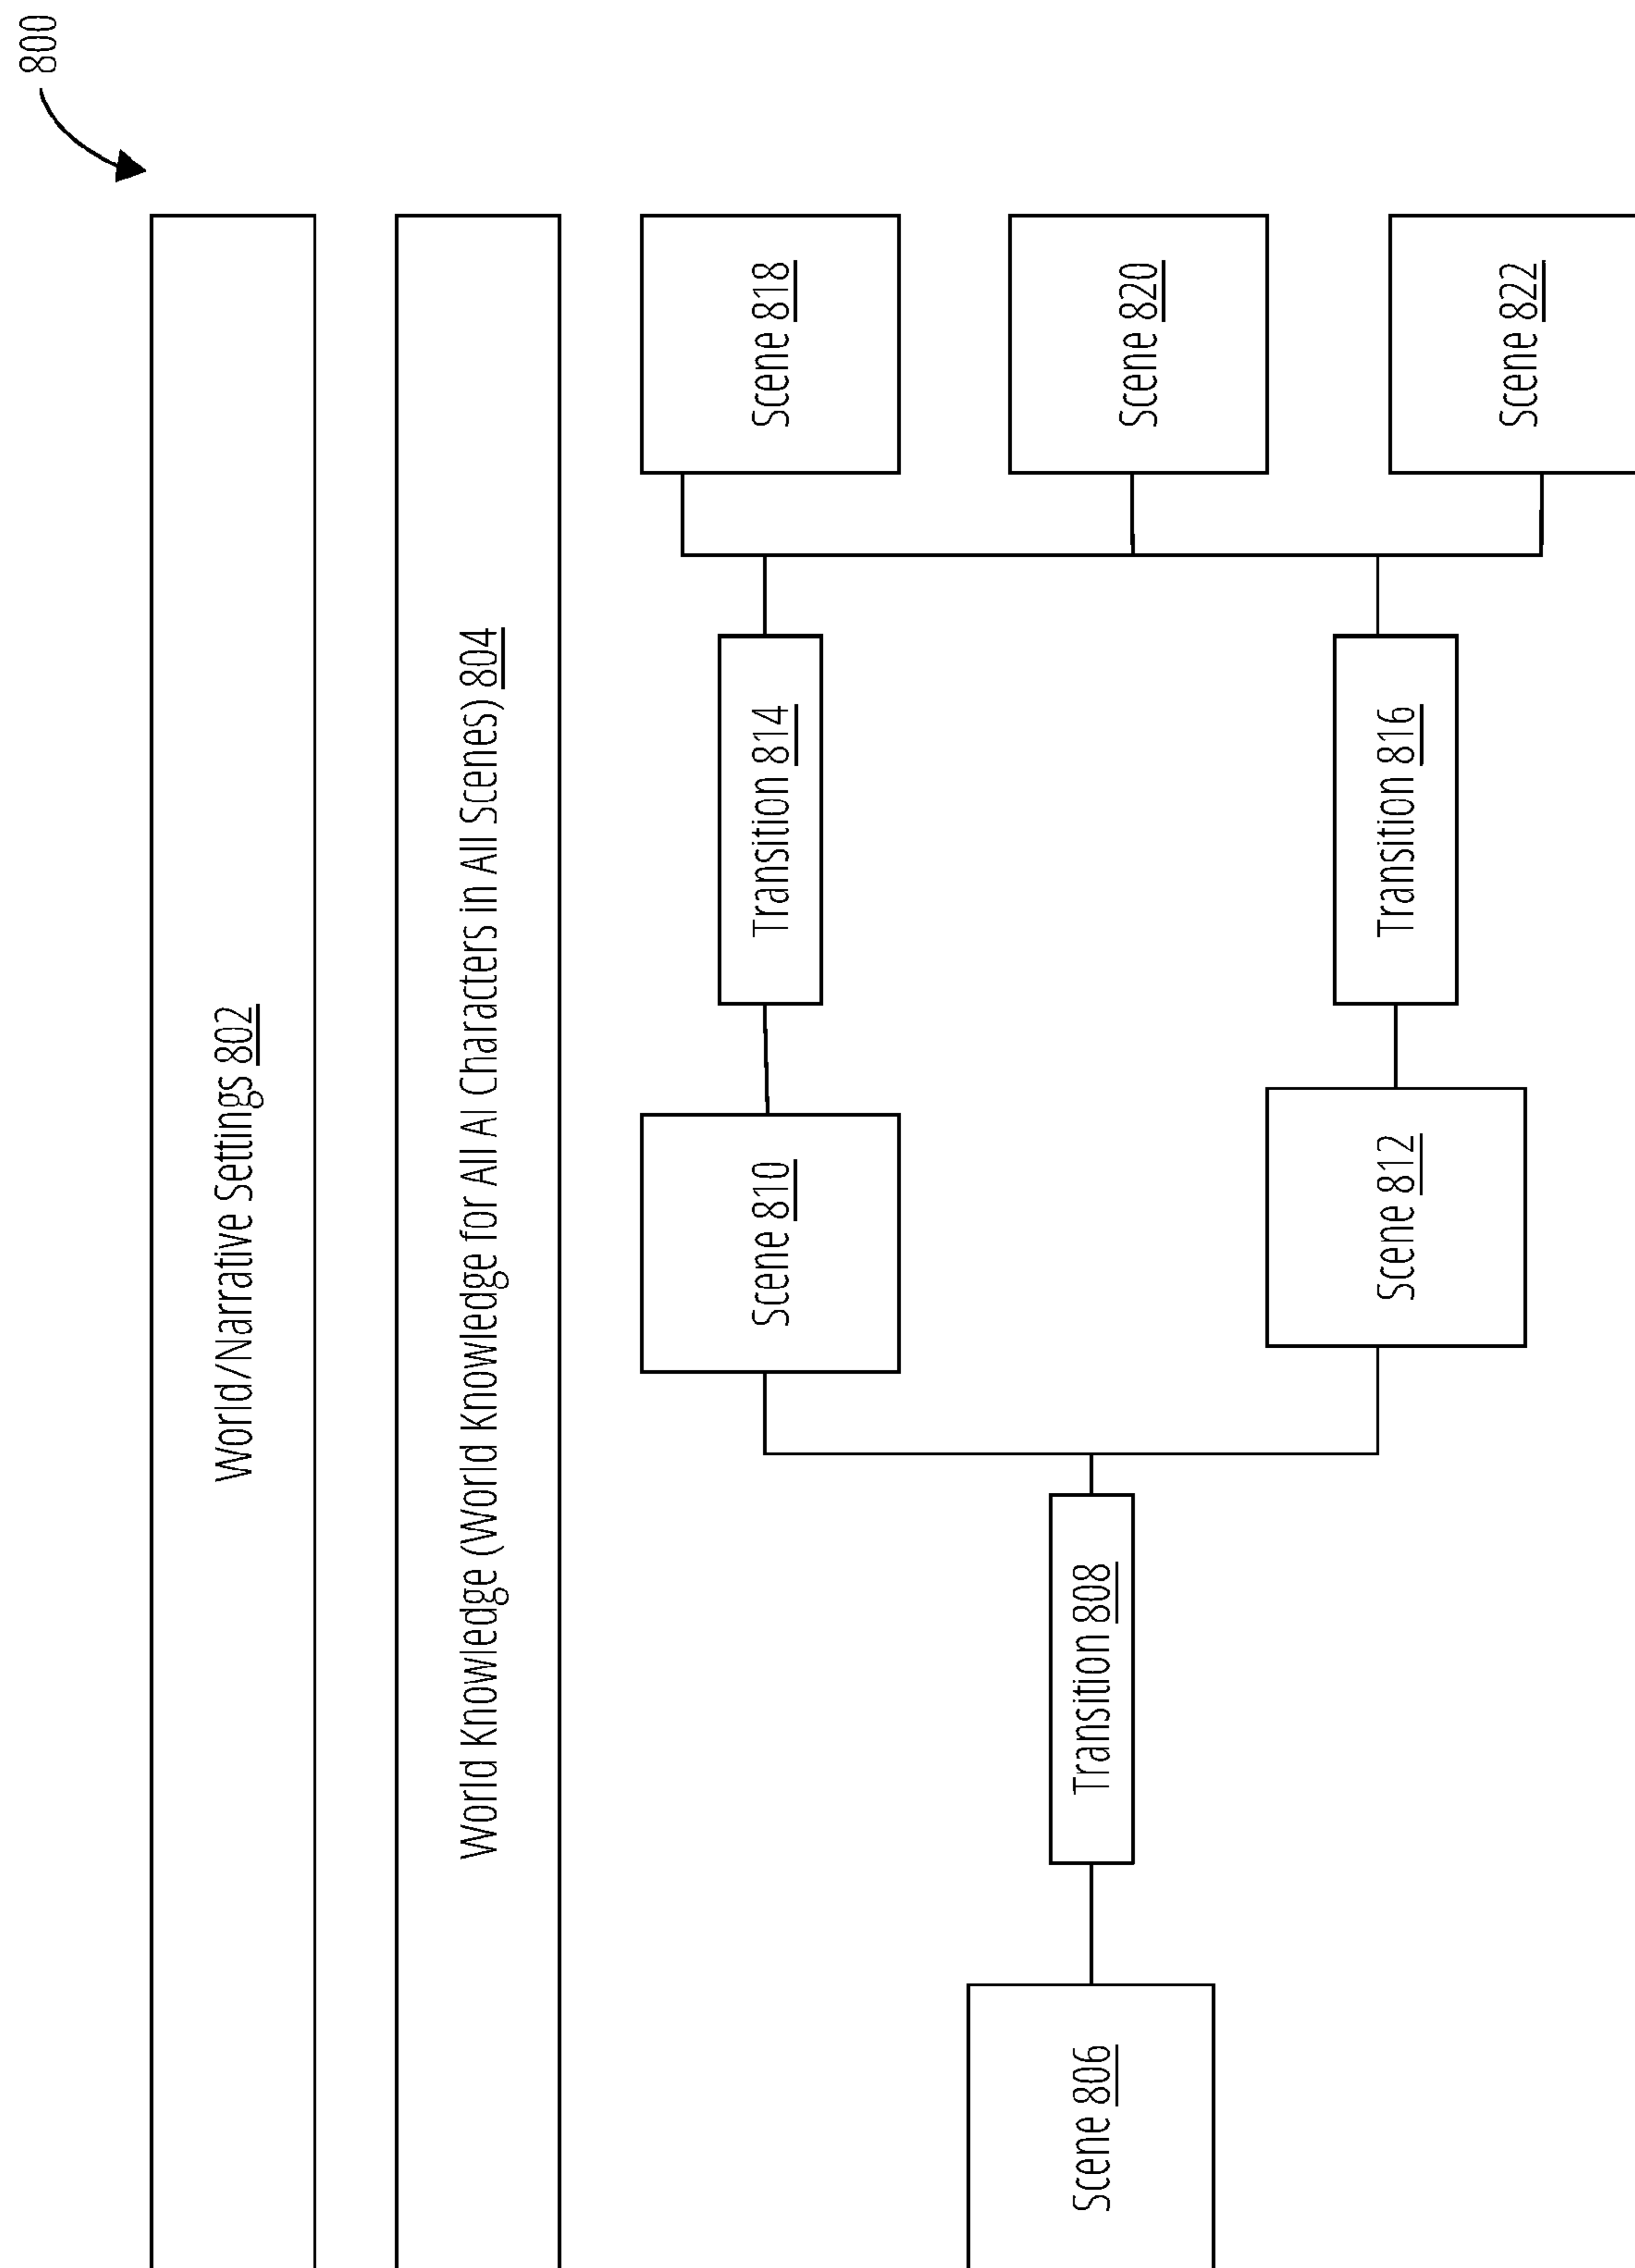 800
World/Narrative Settings 802
World Knowledge (World Knowledge for All AI Characters in All Scenes) 804
Scene 806
Transition 808
Scene 810
Scene 812
Transition 814
Transition 816
Scene 818
Scene 820
Scene 822